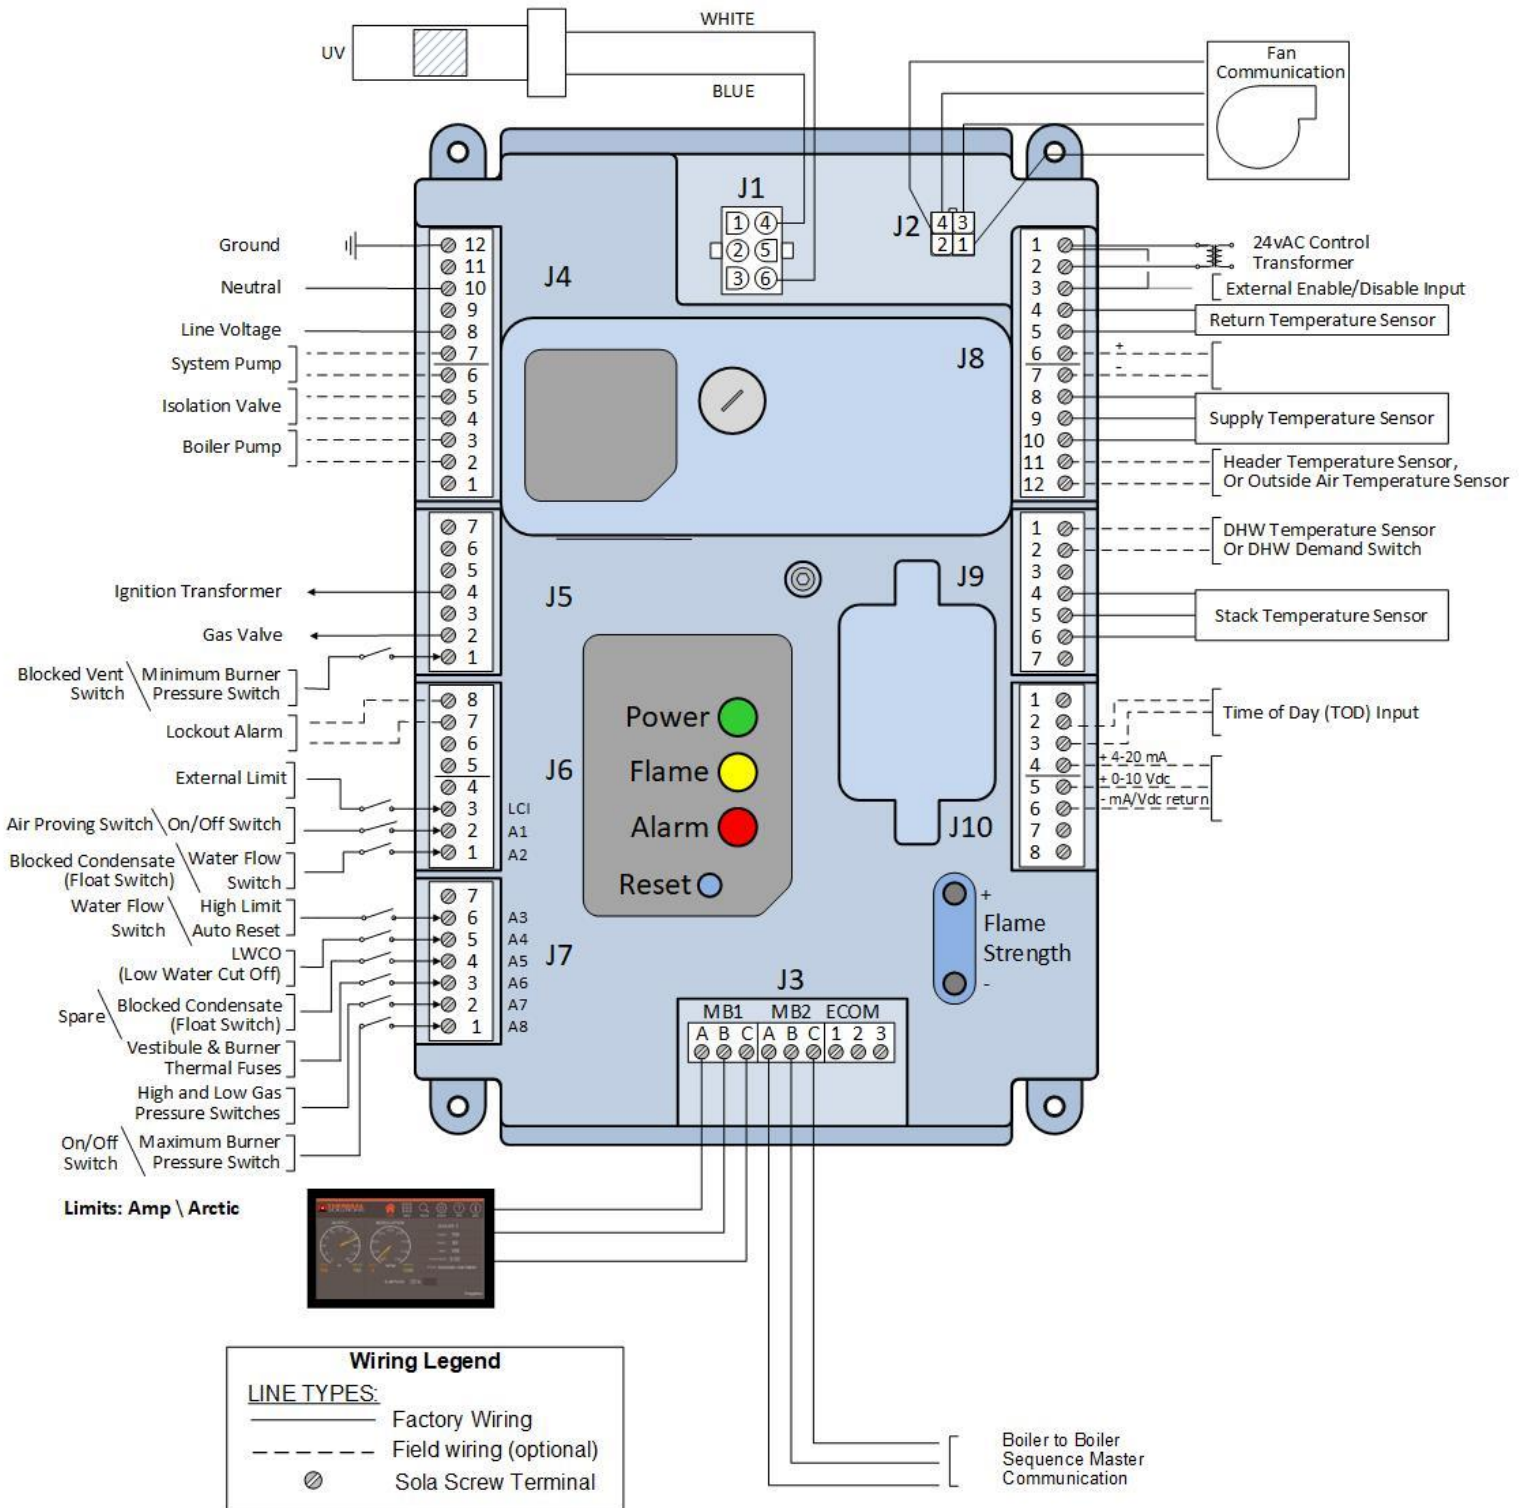 WHITE
UV
BLUE
Fan
Communication
J1
1 4
2 5
3 6
J2
4 3
2 1
Ground
Neutral
Line Voltage
System Pump
Isolation Valve
Boiler Pump
12
11
10
9
8
7
6
5
4
3
2
1
J4
J8
1
2
3
4
5
6
7
8
9
10
11
12
24vAC Control
Transformer
External Enable/Disable Input
Return Temperature Sensor
+
-
Supply Temperature Sensor
Header Temperature Sensor,
Or Outside Air Temperature Sensor
Ignition Transformer
Gas Valve
Blocked Vent \ Minimum Burner
Switch Pressure Switch
7
6
5
4
3
2
1
J5
J9
1
2
3
4
5
6
7
DHW Temperature Sensor
Or DHW Demand Switch
Stack Temperature Sensor
Lockout Alarm
External Limit
Air Proving Switch \ On/Off Switch
Blocked Condensate \ Water Flow
(Float Switch) Switch
8
7
6
5
4
3 LCI
2 A1
1 A2
J6
Power
Flame
Alarm
Reset
J10
1
2
3
4
5
6
7
8
Time of Day (TOD) Input
+ 4-20 mA
+ 0-10 Vdc
- mA/Vdc return
Water Flow \ High Limit
Switch Auto Reset
LWCO
(Low Water Cut Off)
Spare \ Blocked Condensate
(Float Switch)
Vestibule & Burner
Thermal Fuses
High and Low Gas
Pressure Switches
On/Off \ Maximum Burner
Switch Pressure Switch
7
6 A3
5 A4
4 A5
3 A6
2 A7
1 A8
J7
+
Flame
Strength
-
J3
MB1 MB2 ECOM
A B C A B C 1 2 3
Limits: Amp \ Arctic
Wiring Legend
LINE TYPES:
Factory Wiring
Field wiring (optional)
Sola Screw Terminal
Boiler to Boiler
Sequence Master
Communication